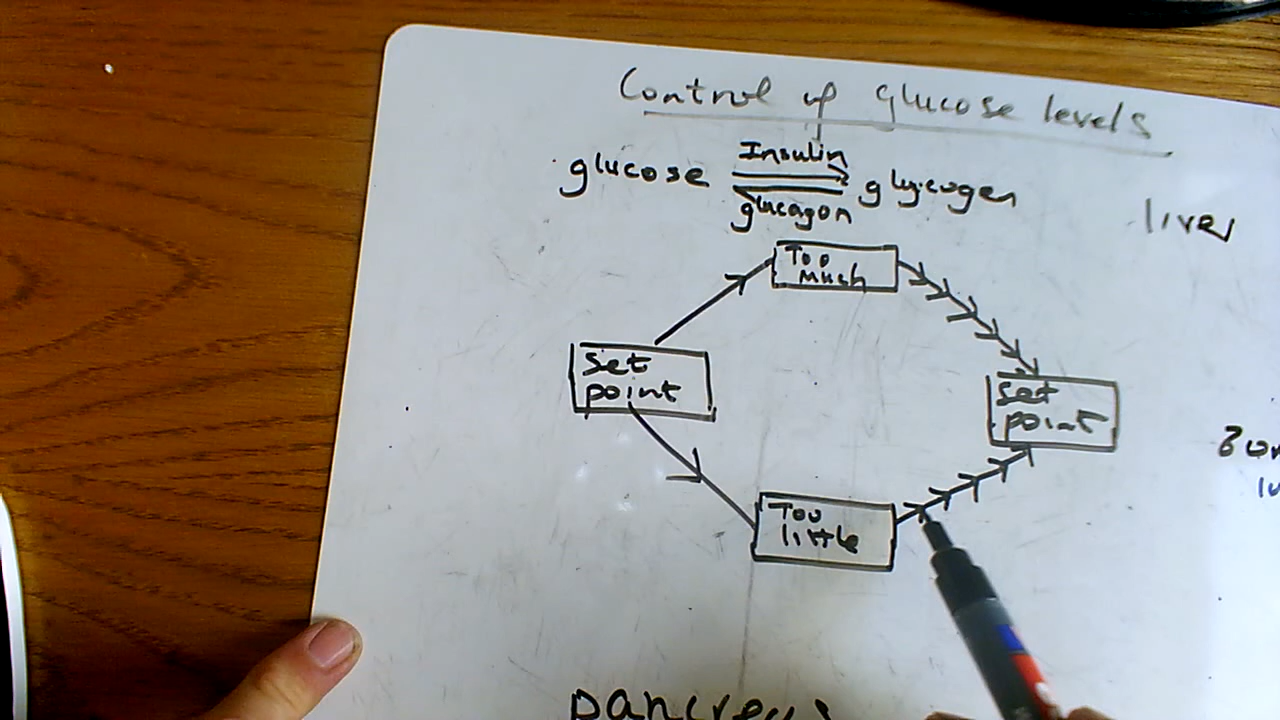 Control of glucose levels
Insulin
glucose
glycogen
glucagon
liver
Too
Much
Set
point
Set
point
Too
little
pancreas